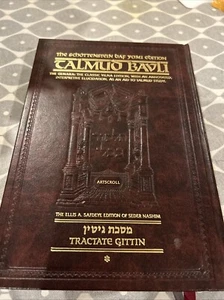 THE SCHOTTENSTEIN DAF YOMI EDITION
TALMUD BAVLI
THE GEMARA: THE CLASSIC VILNA EDITION, WITH AN ANNOTATED,
INTERPRETIVE ELUCIDATION, AS AN AID TO TALMUD STUDY.
ARTSCROLL
THE ELLIS A. SAFDEYE EDITION OF SEDER NASHIM
מסכת גיטין
TRACTATE GITTIN